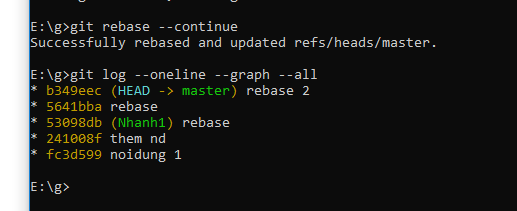 E:\g>git rebase --continue
Successfully rebased and updated refs/heads/master.
E:\g>git log --oneline --graph --all
* b349eec (HEAD -> master) rebase 2
* 5641bba rebase
* 53098db (Nhanh1) rebase
* 241008f them nd
* fc3d599 noidung 1
E:\g>